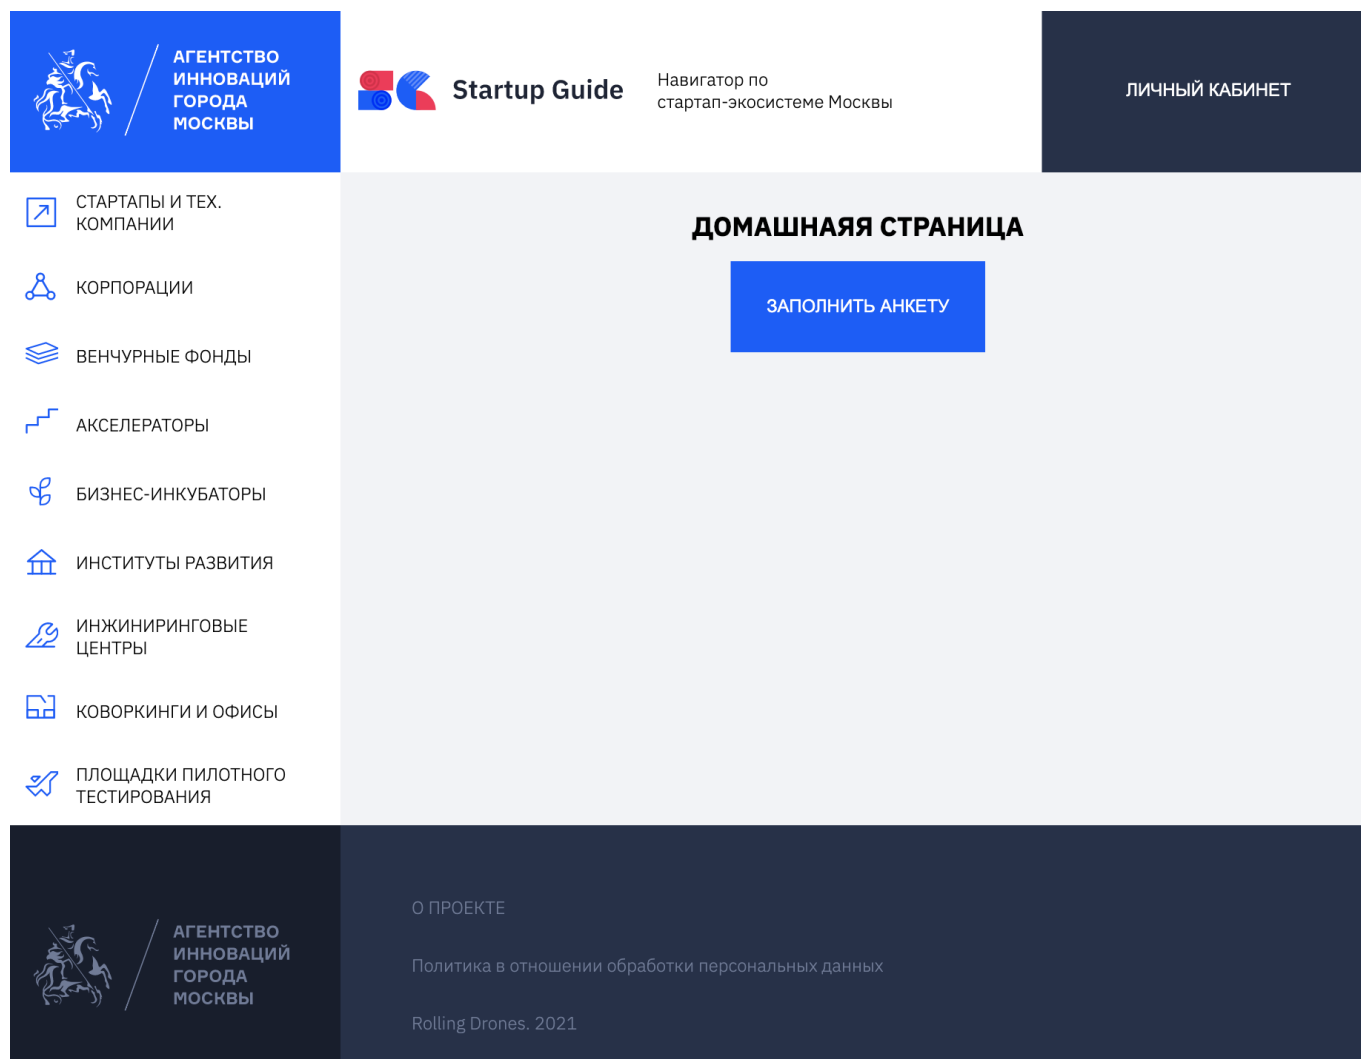 АГЕНТСТВО
ИННОВАЦИЙ
ГОРОДА
МОСКВЫ
Startup Guide
Навигатор по
стартап-экосистеме Москвы
ЛИЧНЫЙ КАБИНЕТ
СТАРТАПЫ И ТЕХ.
КОМПАНИИ
КОРПОРАЦИИ
ВЕНЧУРНЫЕ ФОНДЫ
АКСЕЛЕРАТОРЫ
БИЗНЕС-ИНКУБАТОРЫ
ИНСТИТУТЫ РАЗВИТИЯ
ИНЖИНИРИНГОВЫЕ
ЦЕНТРЫ
КОВОРКИНГИ И ОФИСЫ
ПЛОЩАДКИ ПИЛОТНОГО
ТЕСТИРОВАНИЯ
ДОМАШНАЯЯ СТРАНИЦА
ЗАПОЛНИТЬ АНКЕТУ
АГЕНТСТВО
ИННОВАЦИЙ
ГОРОДА
МОСКВЫ
О ПРОЕКТЕ
Политика в отношении обработки персональных данных
Rolling Drones. 2021